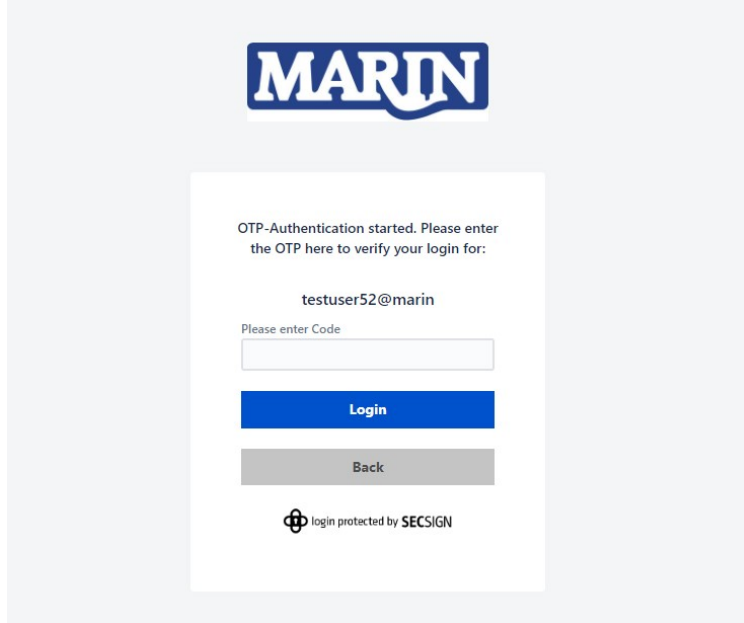 MARIN
OTP-Authentication started. Please enter
the OTP here to verify your login for:
testuser52@marin
Please enter Code
Login
Back
login protected by SECSIGN